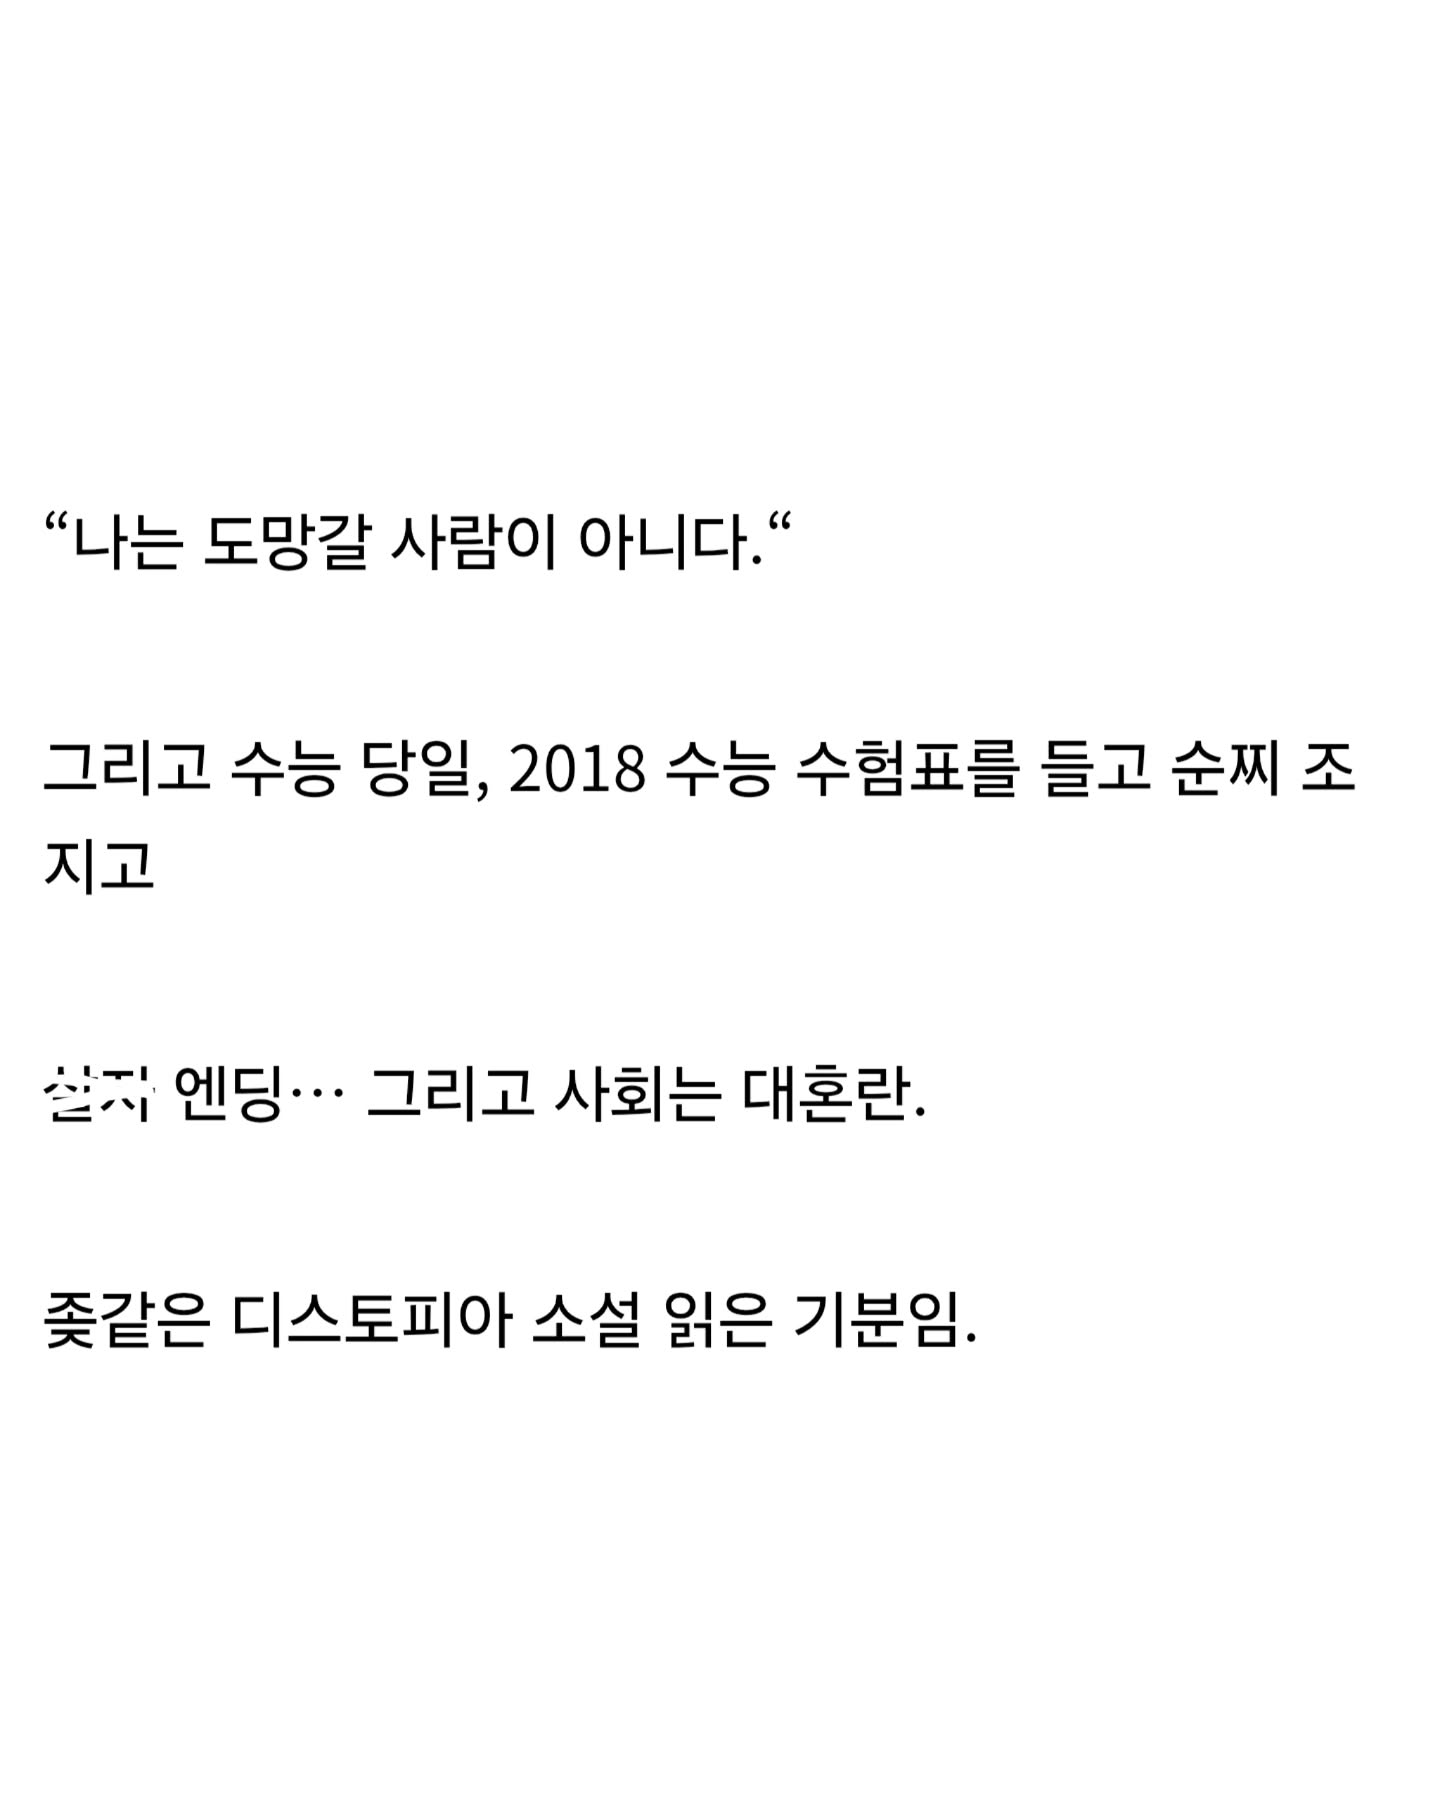 “나는 도망갈 사람이 아니다.“
그리고 수능 당일, 2018 수능 수험표를 들고 순찌 조
지고
엔딩… 그리고 사회는 대혼란.
좆같은 디스토피아 소설 읽은 기분임.